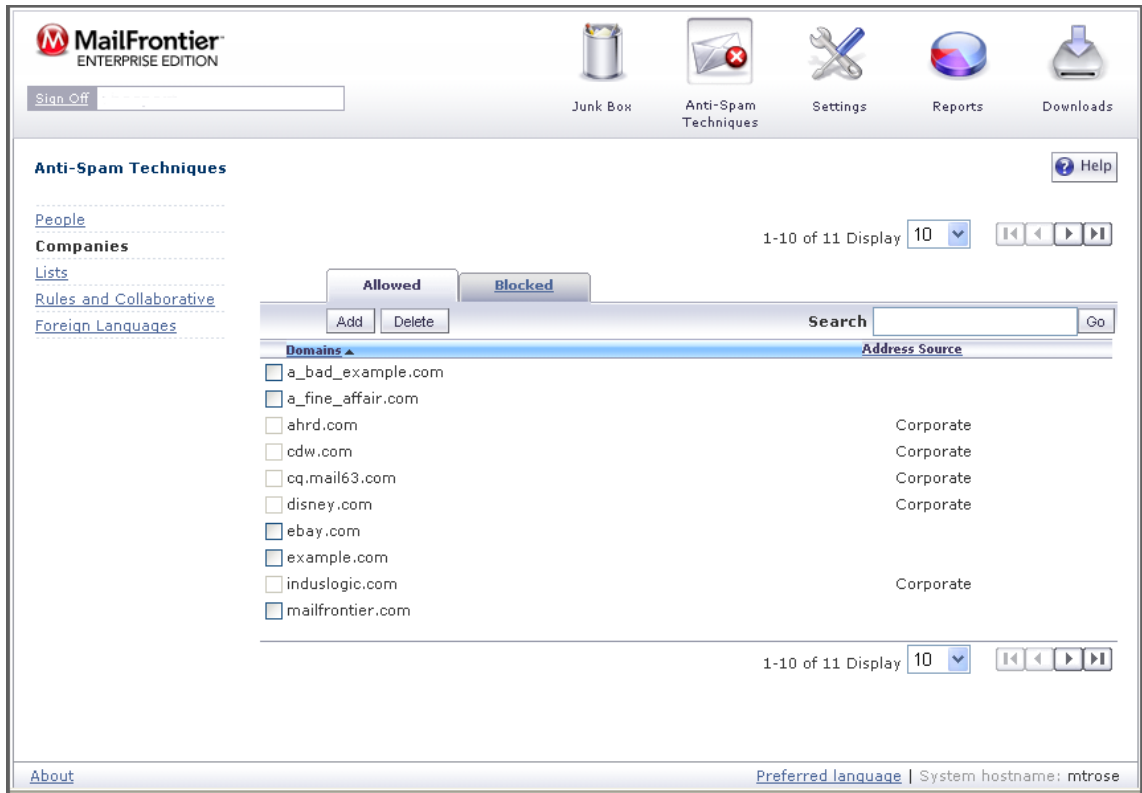 MailFrontier™
ENTERPRISE EDITION
Sign Off
Junk Box
Anti-Spam Techniques
Settings
Reports
Downloads
Anti-Spam Techniques
Help
People
Companies
Lists
Rules and Collaborative
Foreign Languages
1-10 of 11 Display 10
Allowed Blocked
Add Delete Search Go
Domains Address Source
a_bad_example.com
a_fine_affair.com
ahrd.com Corporate
cdw.com Corporate
cq.mail63.com Corporate
disney.com Corporate
ebay.com
example.com
induslogic.com Corporate
mailfrontier.com
1-10 of 11 Display 10
About Preferred language | System hostname: mtrose